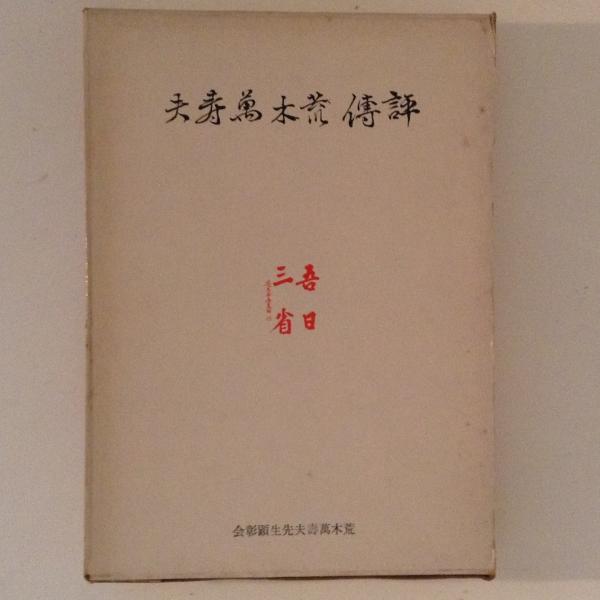 評傳 荒木萬寿夫
吾日
三省
荒木萬壽夫先生顕彰会